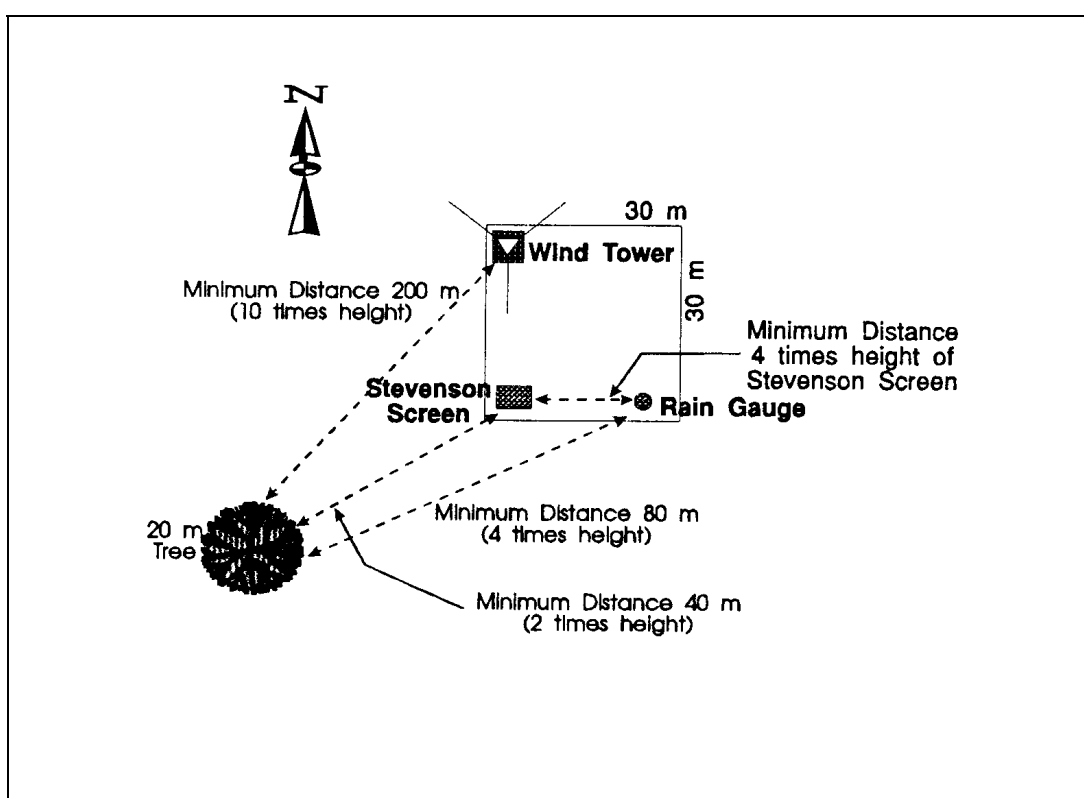 N
30 m
Wind Tower
30 m
Minimum Distance 200 m
(10 times height)
Minimum Distance
4 times height of
Stevenson Screen
Stevenson
Screen
Rain Gauge
20 m
Tree
Minimum Distance 80 m
(4 times height)
Minimum Distance 40 m
(2 times height)